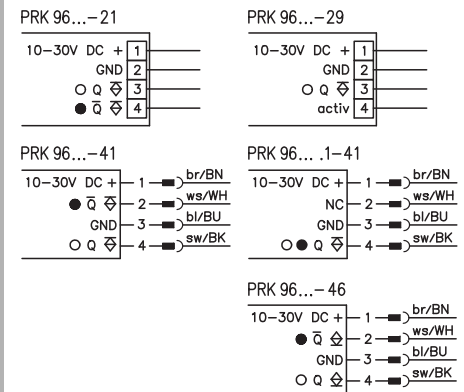 PRK 96...-21
10-30V DC + 1
GND 2
Q 3
Q̅ 4
PRK 96...-29
10-30V DC + 1
GND 2
Q 3
activ 4
PRK 96...-41
10-30V DC + 1 br/BN
Q̅ 2 ws/WH
GND 3 bl/BU
Q 4 sw/BK
PRK 96... .1-41
10-30V DC + 1 br/BN
NC 2 ws/WH
GND 3 bl/BU
Q 4 sw/BK
PRK 96...-46
10-30V DC + 1 br/BN
Q̅ 2 ws/WH
GND 3 bl/BU
Q 4 sw/BK